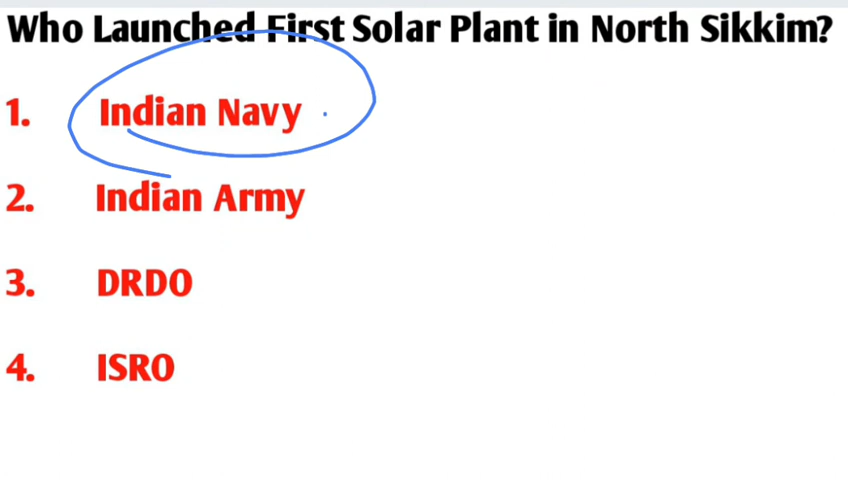 Who Launched First Solar Plant in North Sikkim?
1. Indian Navy
2. Indian Army
3. DRDO
4. ISRO